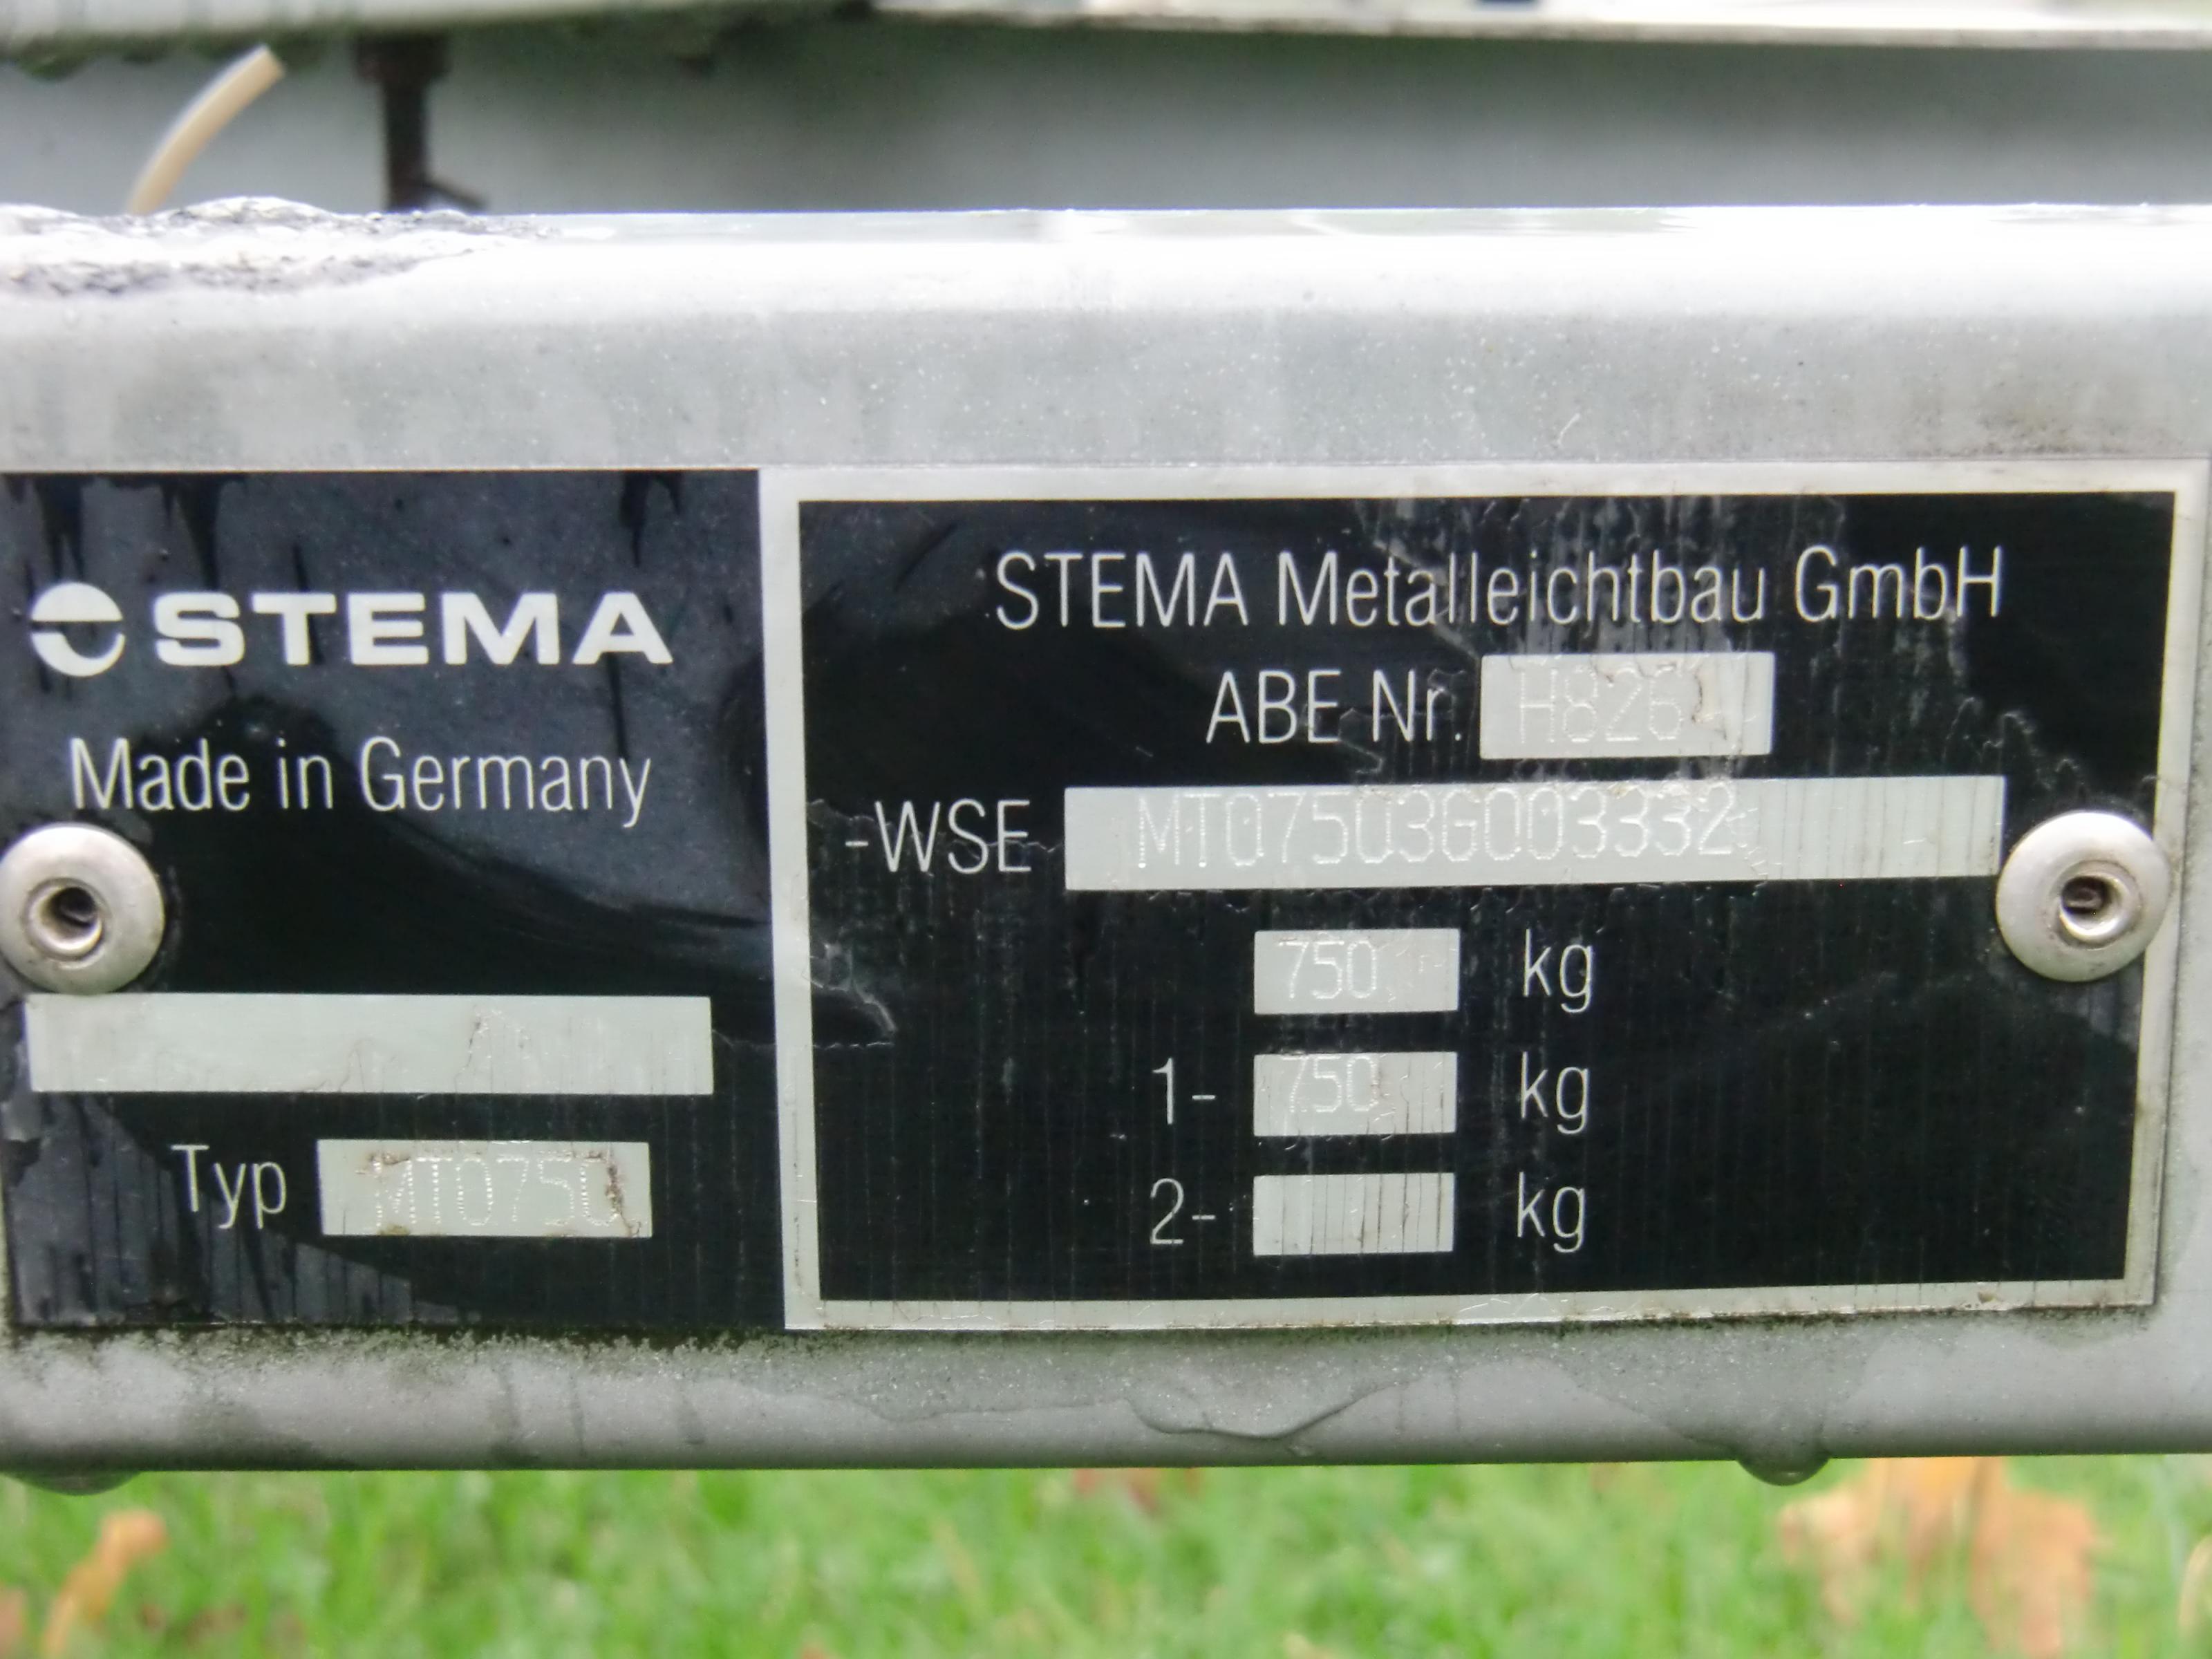 STEMA
Made in Germany
Typ MT0750
STEMA Metalleichtbau GmbH
ABE Nr. H826
-WSE MT07503G003332
750 kg
1- 750 kg
2- kg